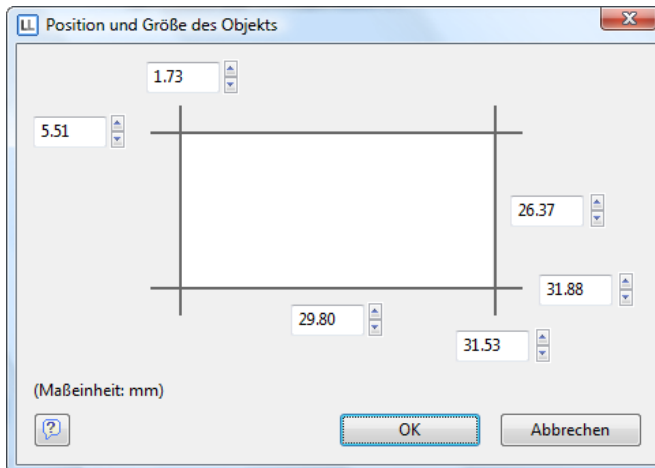 LL Position und Größe des Objekts
1.73
5.51
26.37
31.88
29.80
31.53
(Maßeinheit: mm)
OK Abbrechen